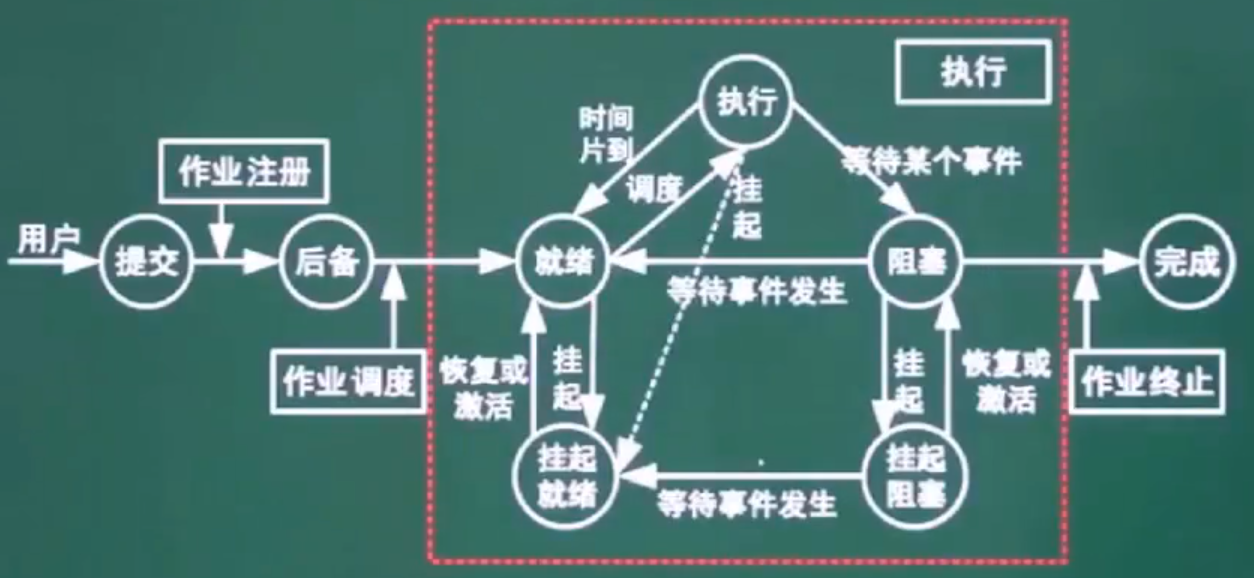 执行
执行
时间
片到
等待某个事件
作业注册
调度
挂
起
用户
提交
后备
就绪
阻塞
完成
等待事件发生
作业调度
恢复或
激活
挂
起
挂
起
恢复或
激活
作业终止
挂起
就绪
挂起
阻塞
等待事件发生